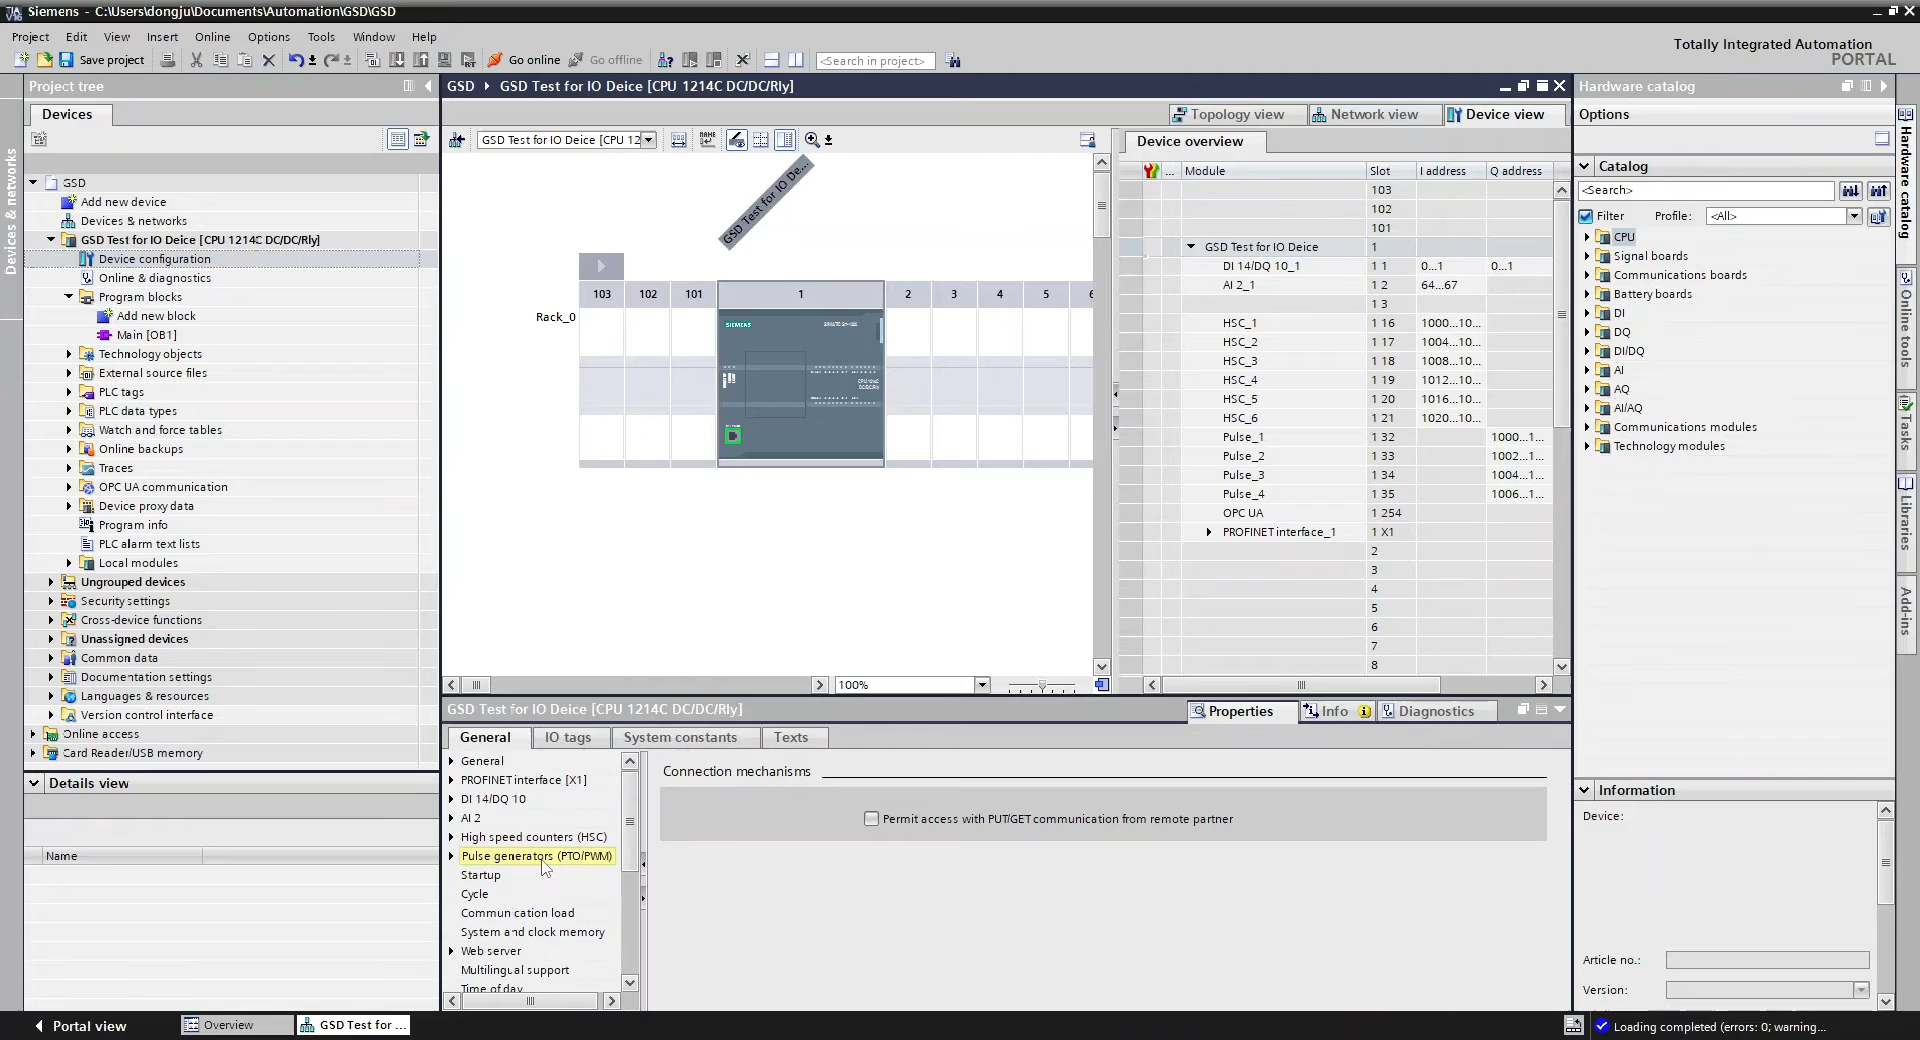 Siemens - C:\Users\dongju\Documents\Automation\GSD\GSD
Project Edit View Insert Online Options Tools Window Help
Save project
Go online
Go offline
<Search in project>
Totally Integrated Automation
PORTAL
Project tree
Devices
Devices & networks
GSD
Add new device
Devices & networks
GSD Test for IO Deice [CPU 1214C DC/DC/Rly]
Device configuration
Online & diagnostics
Program blocks
Add new block
Main [OB1]
Technology objects
External source files
PLC tags
PLC data types
Watch and force tables
Online backups
Traces
OPC UA communication
Device proxy data
Program info
PLC alarm text lists
Local modules
Ungrouped devices
Security settings
Cross-device functions
Unassigned devices
Common data
Documentation settings
Languages & resources
Version control interface
Online access
Card Reader/USB memory
Details view
Name
GSD GSD Test for IO Deice [CPU 1214C DC/DC/Rly]
Topology view
Network view
Device view
GSD Test for IO Deice [CPU 12
GSD Test for IO De...
103 102 101 1 2 3 4 5 6
Rack_0
SIEMENS
100%
Device overview
... Module Slot I address Q address
103
102
101
GSD Test for IO Deice 1
DI 14/DQ 10_1 1 1 0...1 0...1
AI 2_1 1 2 64...67
1 3
HSC_1 1 16 1000...10...
HSC_2 1 17 1004...10...
HSC_3 1 18 1008...10...
HSC_4 1 19 1012...10...
HSC_5 1 20 1016...10...
HSC_6 1 21 1020...10...
Pulse_1 1 32 1000...1...
Pulse_2 1 33 1002...1...
Pulse_3 1 34 1004...1...
Pulse_4 1 35 1006...1...
OPC UA 1 254
PROFINET interface_1 1 X1
2
3
4
5
6
7
8
GSD Test for IO Deice [CPU 1214C DC/DC/Rly]
Properties
Info
Diagnostics
General
IO tags
System constants
Texts
General
PROFINET interface [X1]
DI 14/DQ 10
AI 2
High speed counters (HSC)
Pulse generators (PTO/PWM)
Startup
Cycle
Communication load
System and clock memory
Web server
Multilingual support
Time of day
Connection mechanisms
Permit access with PUT/GET communication from remote partner
Hardware catalog
Options
Catalog
<Search>
Filter
Profile:
<All>
CPU
Signal boards
Communications boards
Battery boards
DI
DQ
DI/DQ
AI
AQ
AI/AQ
Communications modules
Technology modules
Information
Device:
Article no.:
Version:
Hardware catalog
Online tools
Tasks
Libraries
Add-ins
Portal view
Overview
GSD Test for ...
Loading completed (errors: 0; warning...